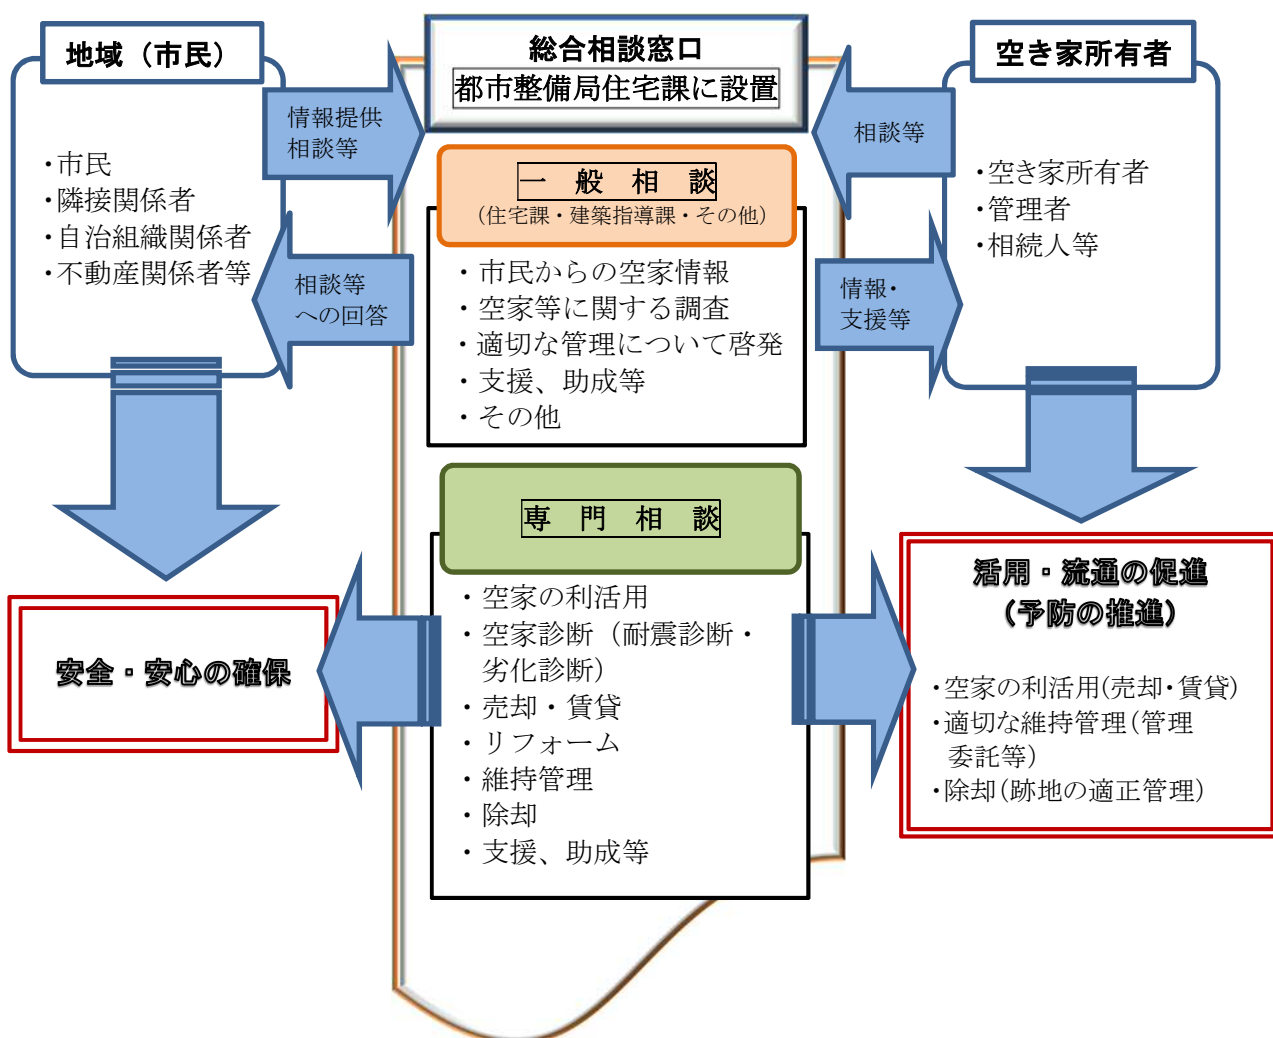 地域（市民）
・市民
・隣接関係者
・自治組織関係者
・不動産関係者等
情報提供
相談等
相談等
への回答
総合相談窓口
都市整備局住宅課に設置
一般相談
（住宅課・建築指導課・その他）
・市民からの空家情報
・空家等に関する調査
・適切な管理について啓発
・支援、助成等
・その他
専門相談
・空家の利活用
・空家診断（耐震診断・
劣化診断）
・売却・賃貸
・リフォーム
・維持管理
・除却
・支援、助成等
空き家所有者
・空き家所有者
・管理者
・相続人等
相談等
情報・
支援等
安全・安心の確保
活用・流通の促進
（予防の推進）
・空家の利活用(売却・賃貸)
・適切な維持管理(管理
委託等)
・除却(跡地の適正管理)